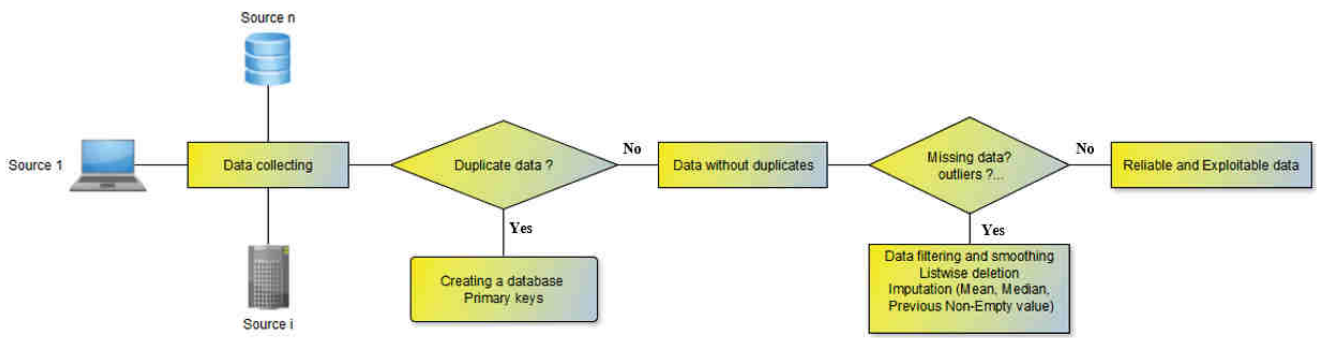 Source n
Source 1
Data collecting
Source i
Duplicate data ?
No
Yes
Creating a database
Primary keys
Data without duplicates
Missing data?
outliers ?...
No
Yes
Data filtering and smoothing
Listwise deletion
Imputation (Mean, Median,
Previous Non-Empty value)
Reliable and Exploitable data